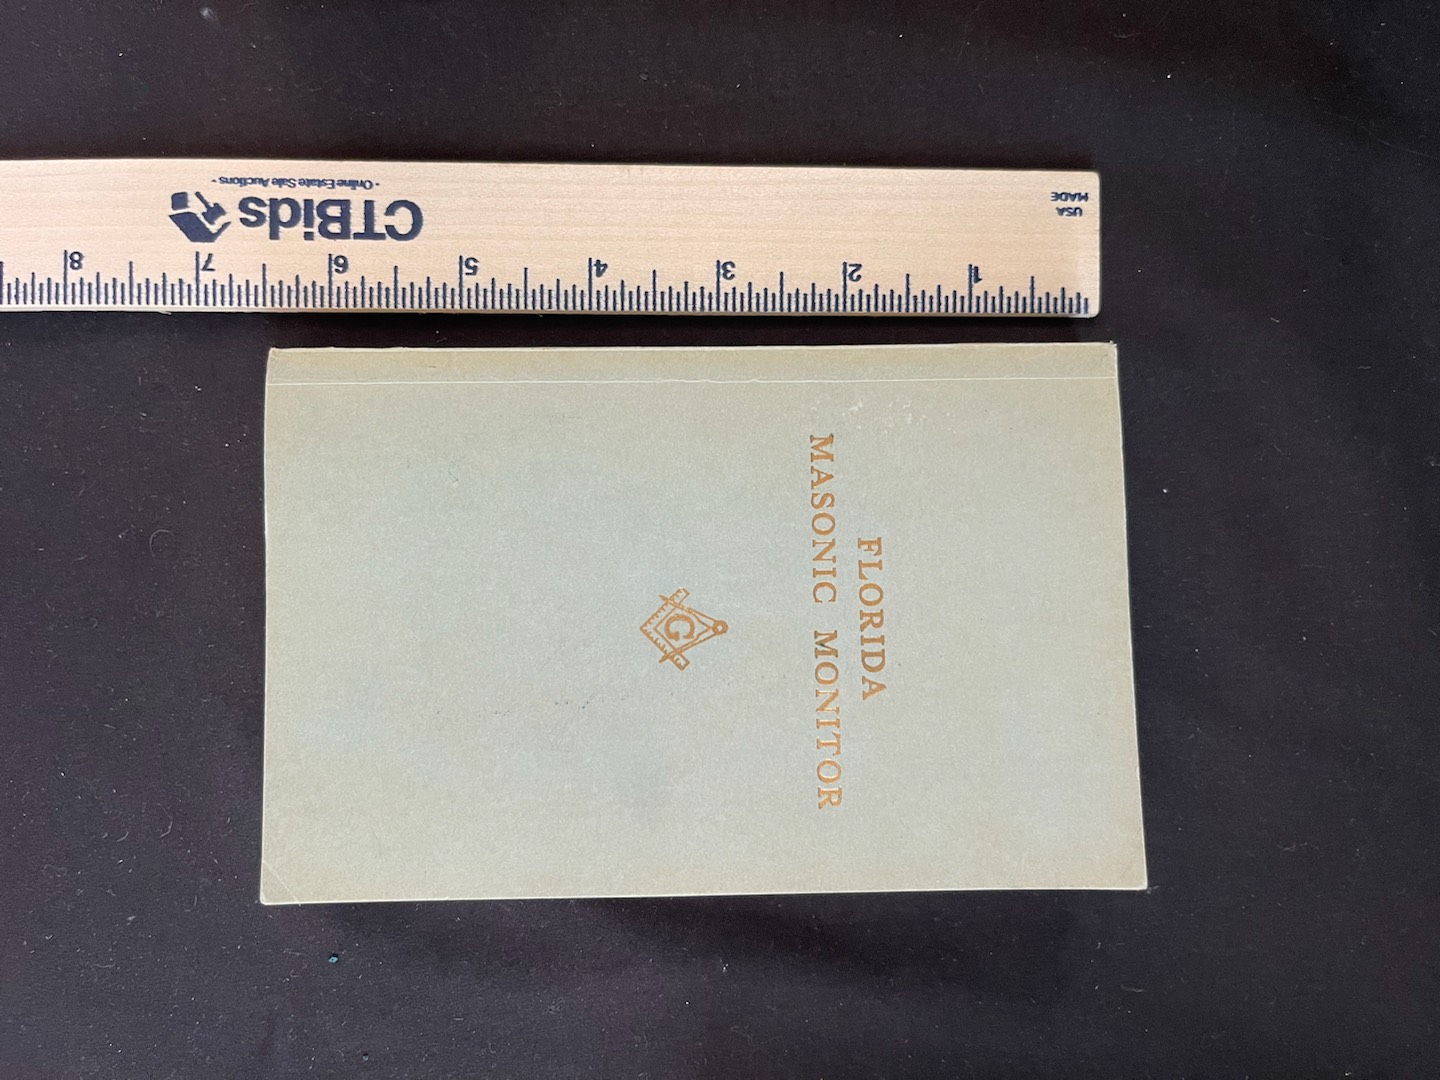 MADE
USA
CTBids
· Online Estate Sale Auctions ·
1 2 3 4 5 6 7 8
FLORIDA
MASONIC MONITOR
G